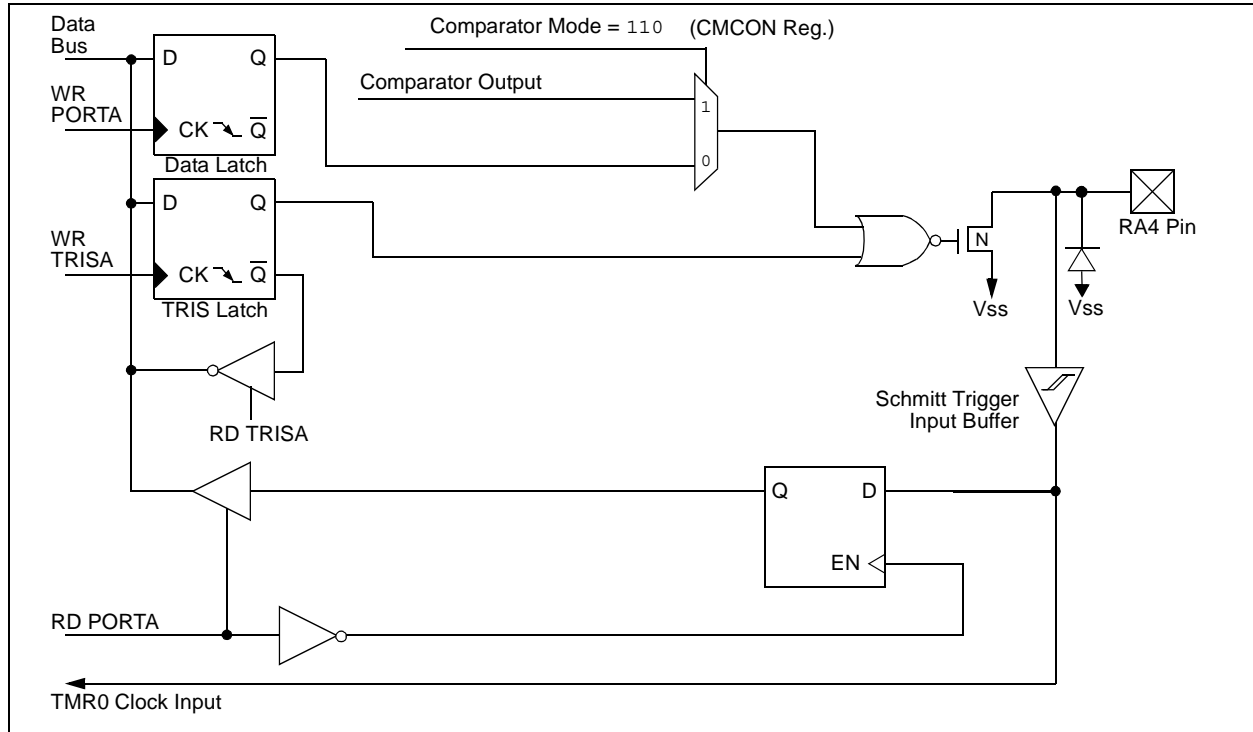 Data
Bus
Comparator Mode = 110 (CMCON Reg.)
D
Q
Comparator Output
WR
PORTA
1
CK
Q̅
0
Data Latch
D
Q
WR
TRISA
CK
Q̅
TRIS Latch
N
RA4 Pin
Vss
Vss
RD TRISA
Schmitt Trigger
Input Buffer
Q
D
EN
RD PORTA
TMR0 Clock Input